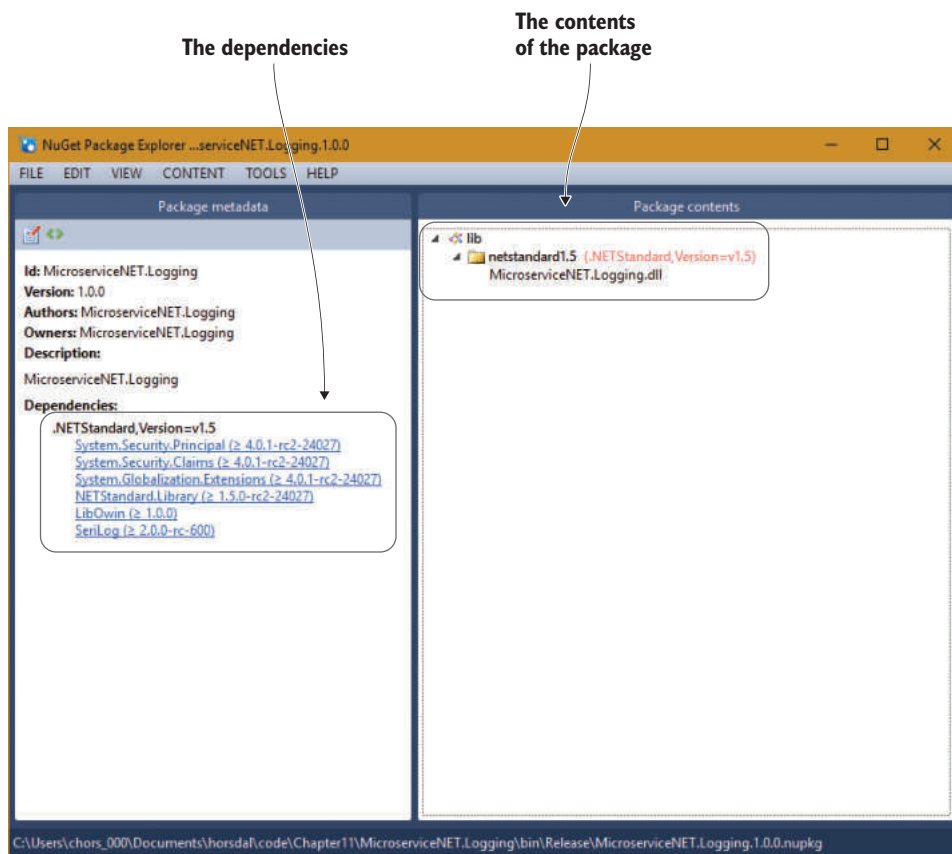 The dependencies
The contents
of the package
NuGet Package Explorer ...serviceNET.Logging.1.0.0
FILE EDIT VIEW CONTENT TOOLS HELP
Package metadata
Id: MicroserviceNET.Logging
Version: 1.0.0
Authors: MicroserviceNET.Logging
Owners: MicroserviceNET.Logging
Description:
MicroserviceNET.Logging
Dependencies:
.NETStandard,Version=v1.5
System.Security.Principal (≥ 4.0.1-rc2-24027)
System.Security.Claims (≥ 4.0.1-rc2-24027)
System.Globalization.Extensions (≥ 4.0.1-rc2-24027)
NETStandard.Library (≥ 1.5.0-rc2-24027)
LibOwin (≥ 1.0.0)
SeriLog (≥ 2.0.0-rc-600)
Package contents
lib
netstandard1.5 (.NETStandard,Version=v1.5)
MicroserviceNET.Logging.dll
C:\Users\chors_000\Documents\horsdal\code\Chapter11\MicroserviceNET.Logging\bin\Release\MicroserviceNET.Logging.1.0.0.nupkg